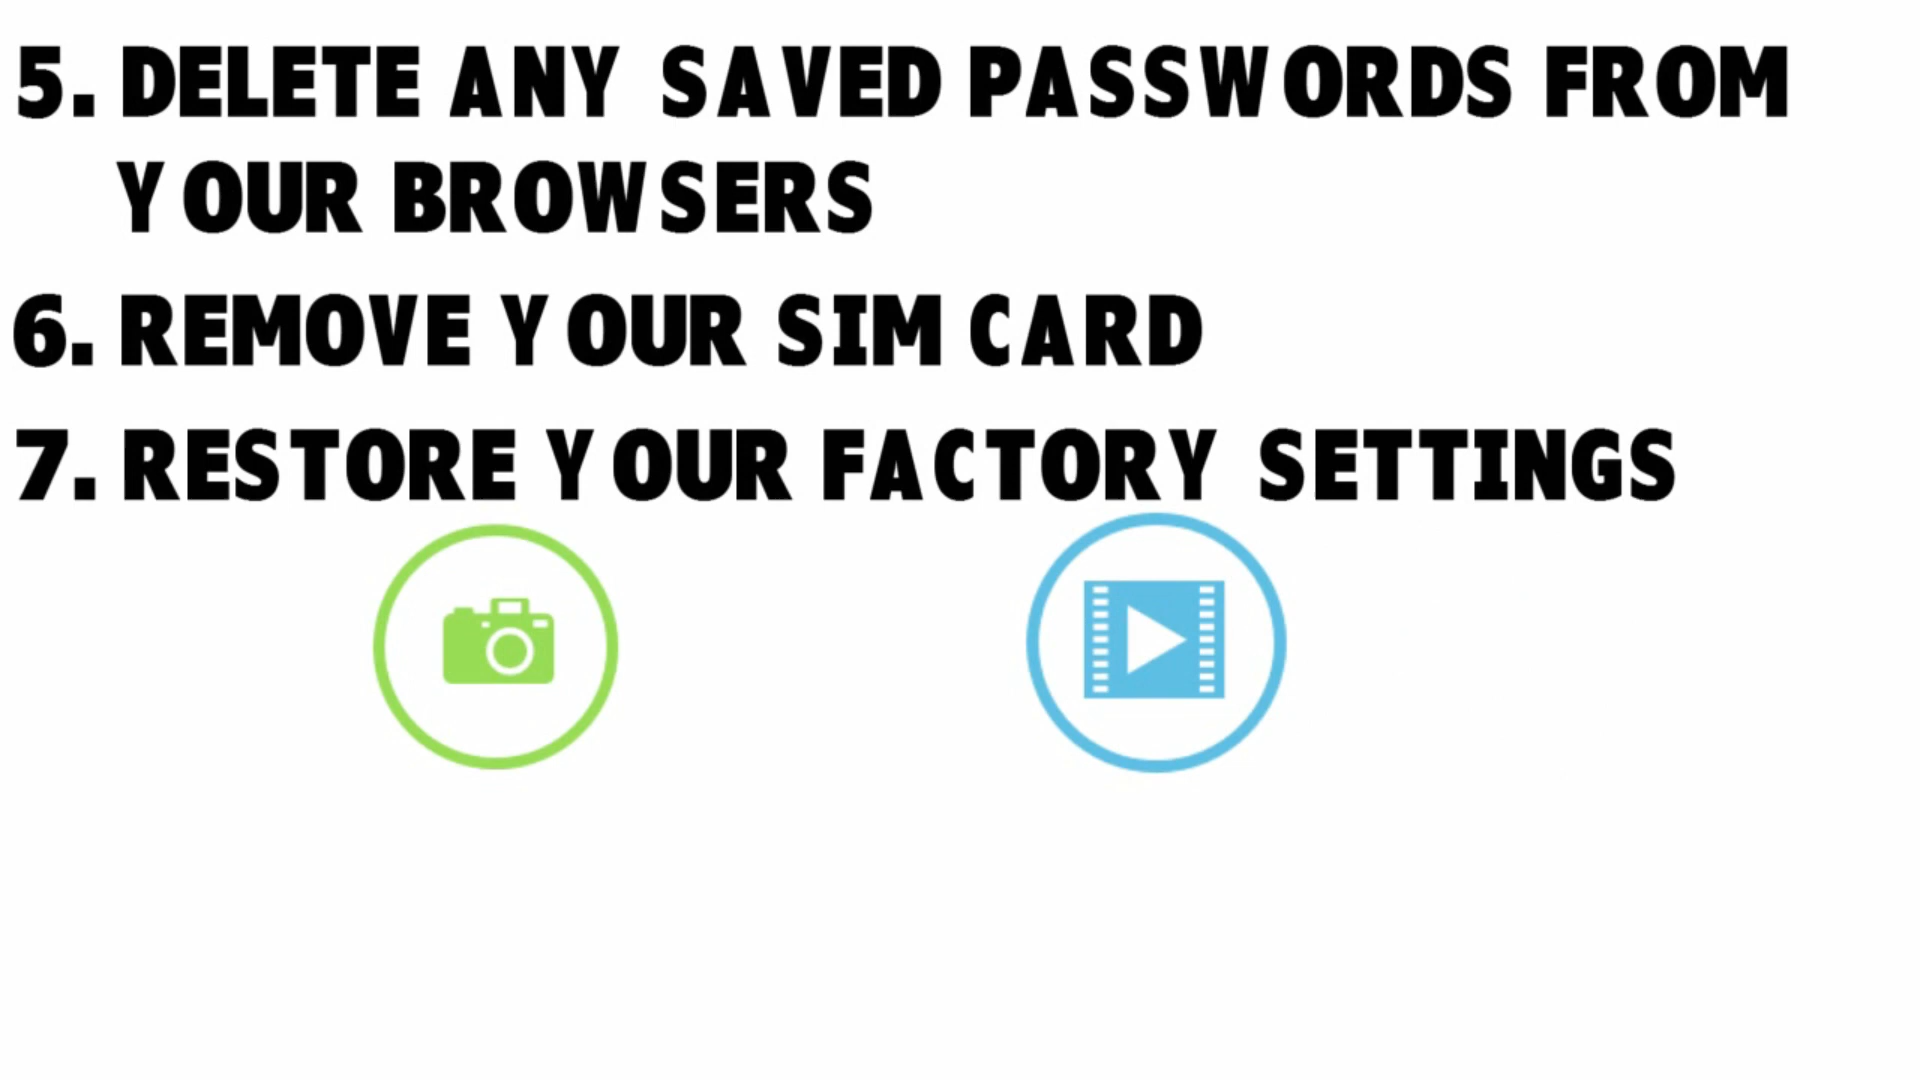 5. DELETE ANY SAVED PASSWORDS FROM
YOUR BROWSERS
6. REMOVE YOUR SIM CARD
7. RESTORE YOUR FACTORY SETTINGS